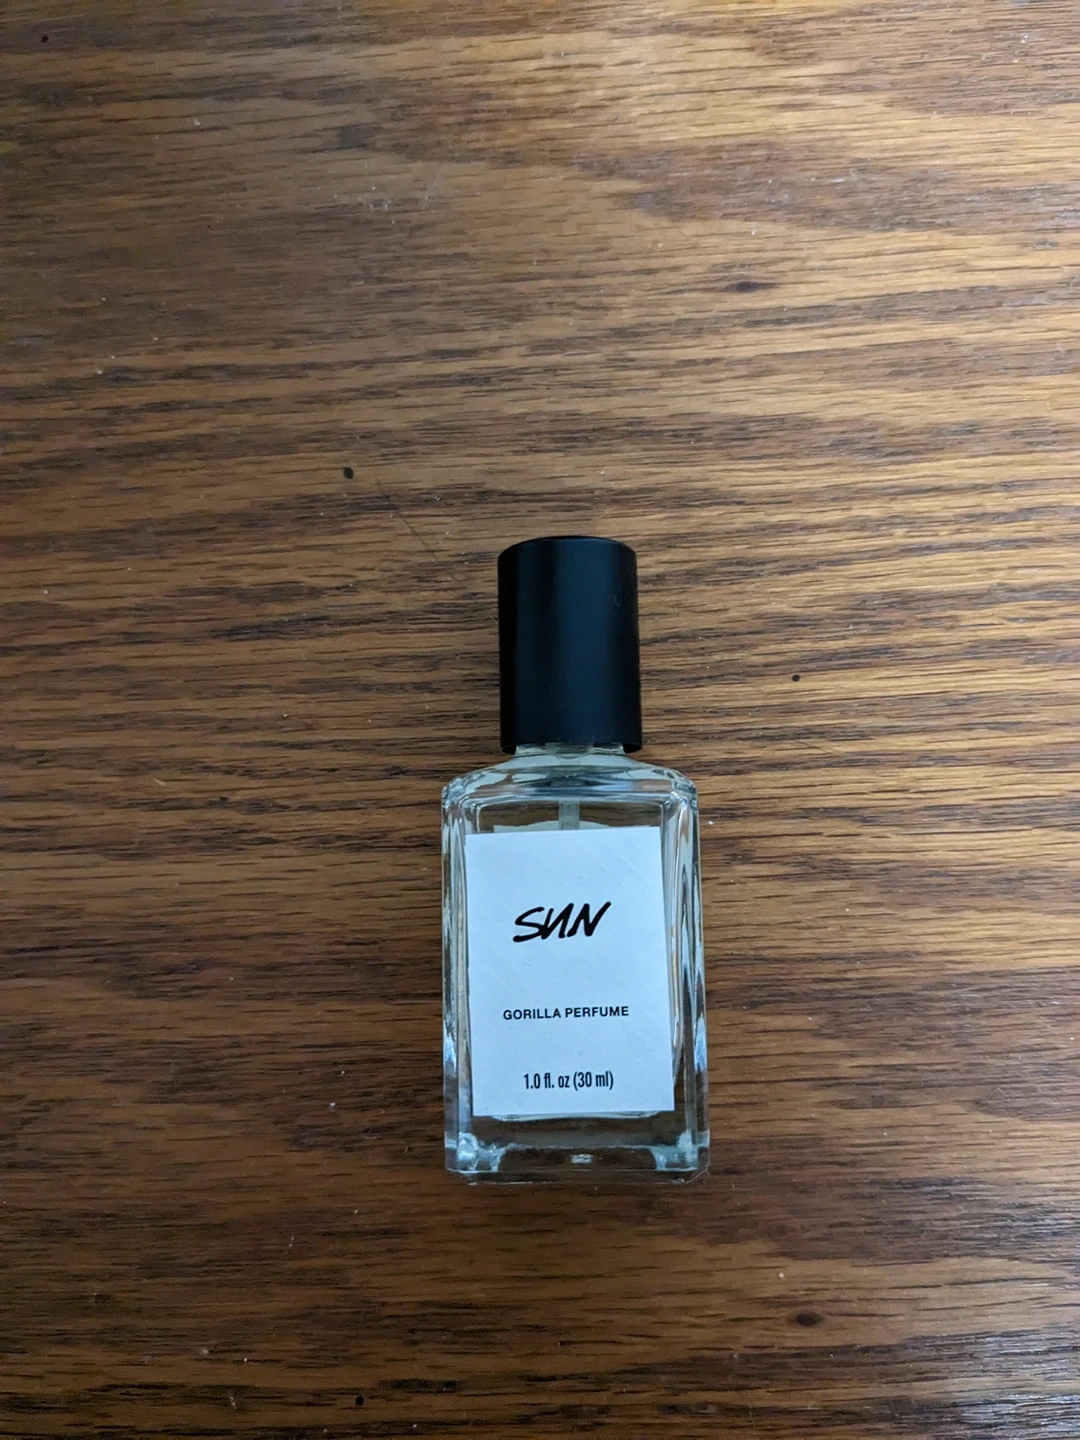 SUN
GORILLA PERFUME
1.0 fl. oz (30 ml)